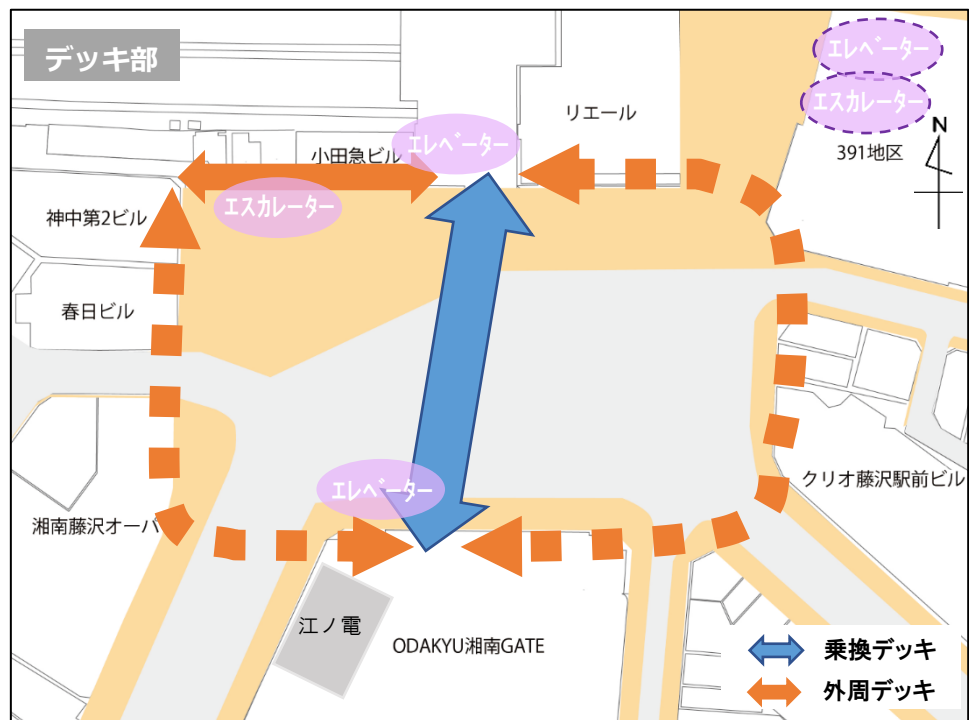 デッキ部
エレベーター
エスカレーター
N
391地区
リエール
エレベーター
小田急ビル
エスカレーター
神中第2ビル
春日ビル
クリオ藤沢駅前ビル
エレベーター
湘南藤沢オーパ
江ノ電
ODAKYU湘南GATE
乗換デッキ
外周デッキ